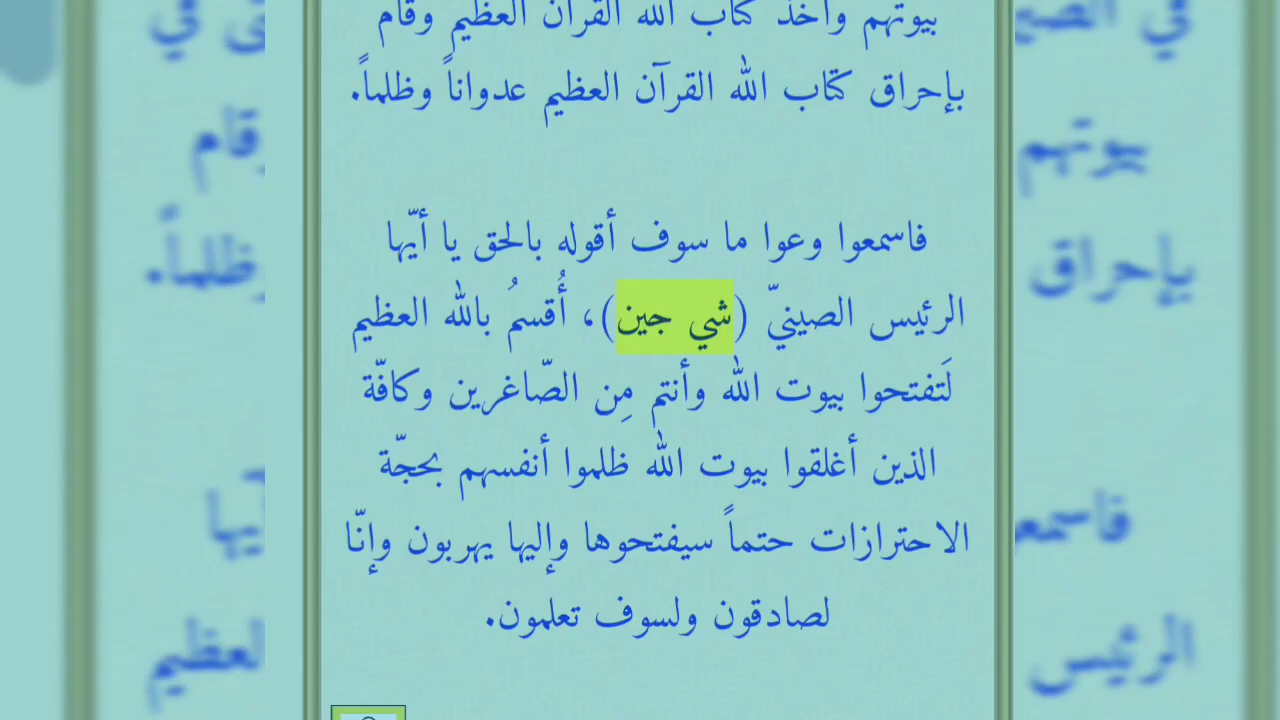 بيوتهم وأخذ كتاب الله القرآن العظيم وقام
بإحراق كتاب الله القرآن العظيم عدواناً وظلماً.
فاسمعوا وعوا ما سوف أقوله بالحق يا أيّها
الرئيس الصينيّ (شي جين)، أُقسمُ بالله العظيم
لَتفتحوا بيوت الله وأنتم مِن الصّاغرين وكافّة
الذين أغلقوا بيوت الله ظلموا أنفسهم بحجّة
الاحترازات حتماً سيفتحوها وإليها يهربون وإنّا
لصادقون ولسوف تعلمون.